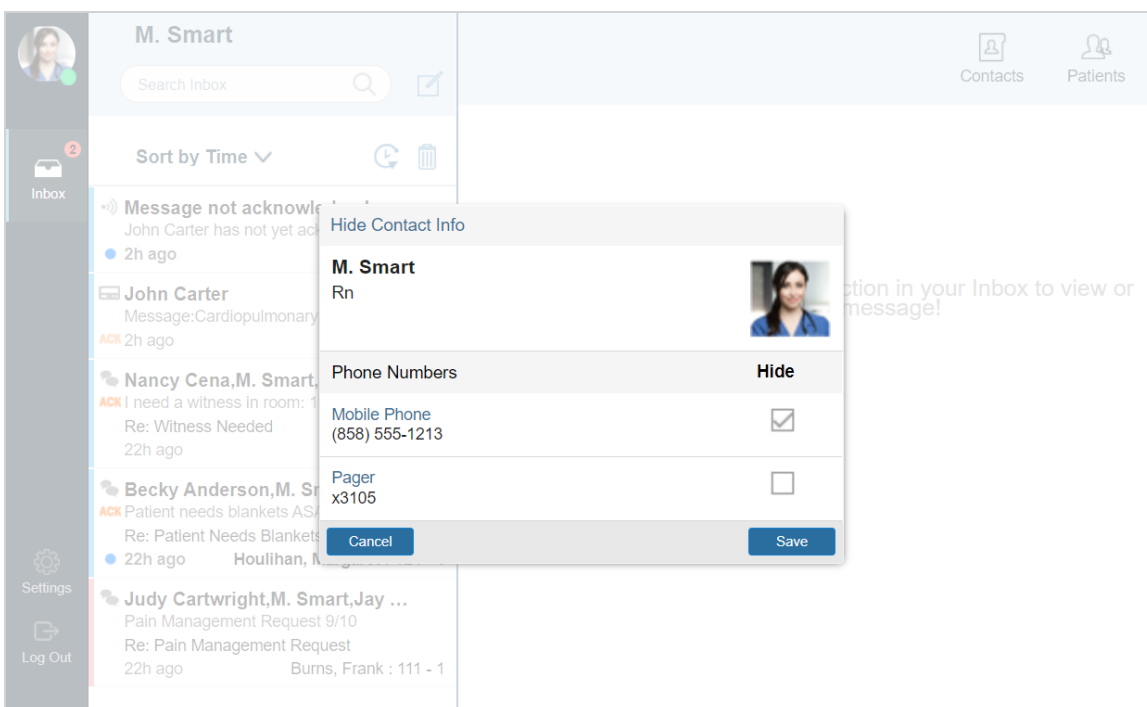 M. Smart
Search Inbox
Contacts
Patients
2
Inbox
Sort by Time
Message not acknowle
John Carter has not yet ack
2h ago
John Carter
Message:Cardiopulmonary
ACK 2h ago
Nancy Cena,M. Smart,
ACK I need a witness in room: 1
Re: Witness Needed
22h ago
Becky Anderson,M. Sm
ACK Patient needs blankets ASA
Re: Patient Needs Blankets
22h ago Houlihan,
Judy Cartwright,M. Smart,Jay ...
Pain Management Request 9/10
Re: Pain Management Request
22h ago Burns, Frank : 111 - 1
Settings
Log Out
Hide Contact Info
M. Smart
Rn
Phone Numbers Hide
Mobile Phone
(858) 555-1213
Pager
x3105
Cancel Save
ction in your Inbox to view or
message!